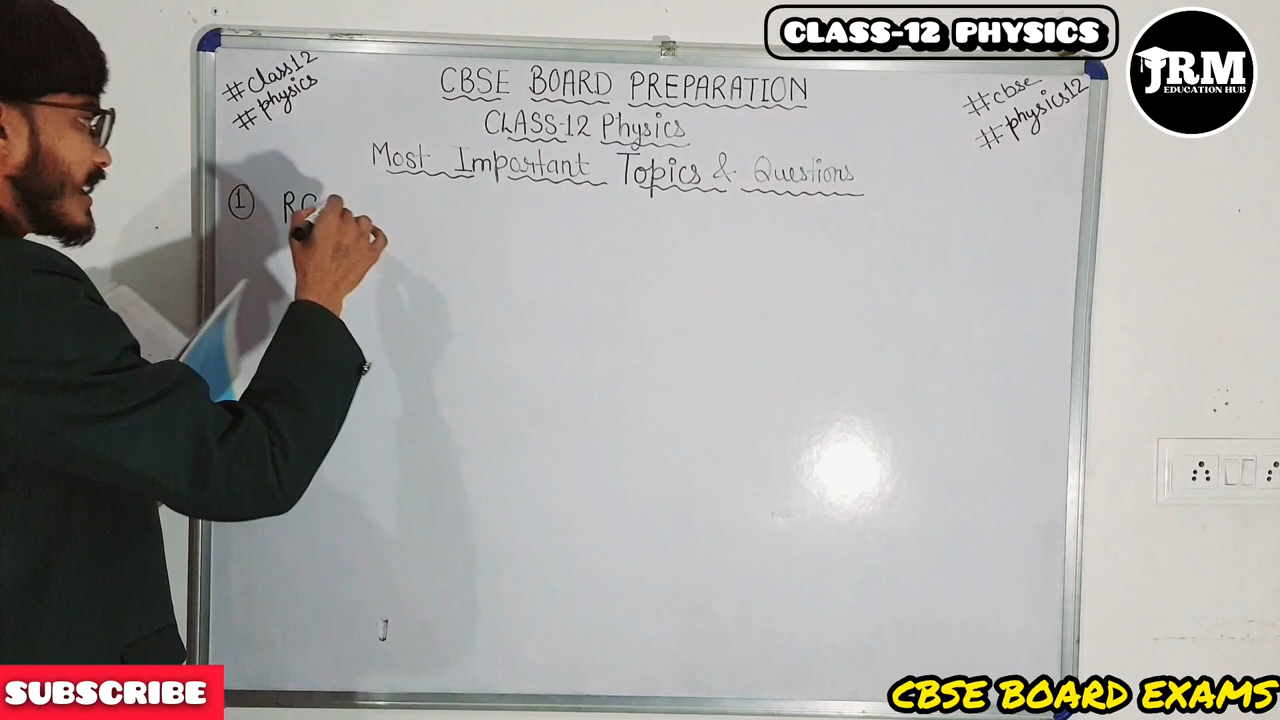 CLASS-12 PHYSICS
JRM
EDUCATION HUB
#Class12
#physics
CBSE BOARD PREPARATION
CLASS-12 Physics
Most Important Topics & Questions
#cbse
#physics12
1
SUBSCRIBE
CBSE BOARD EXAMS